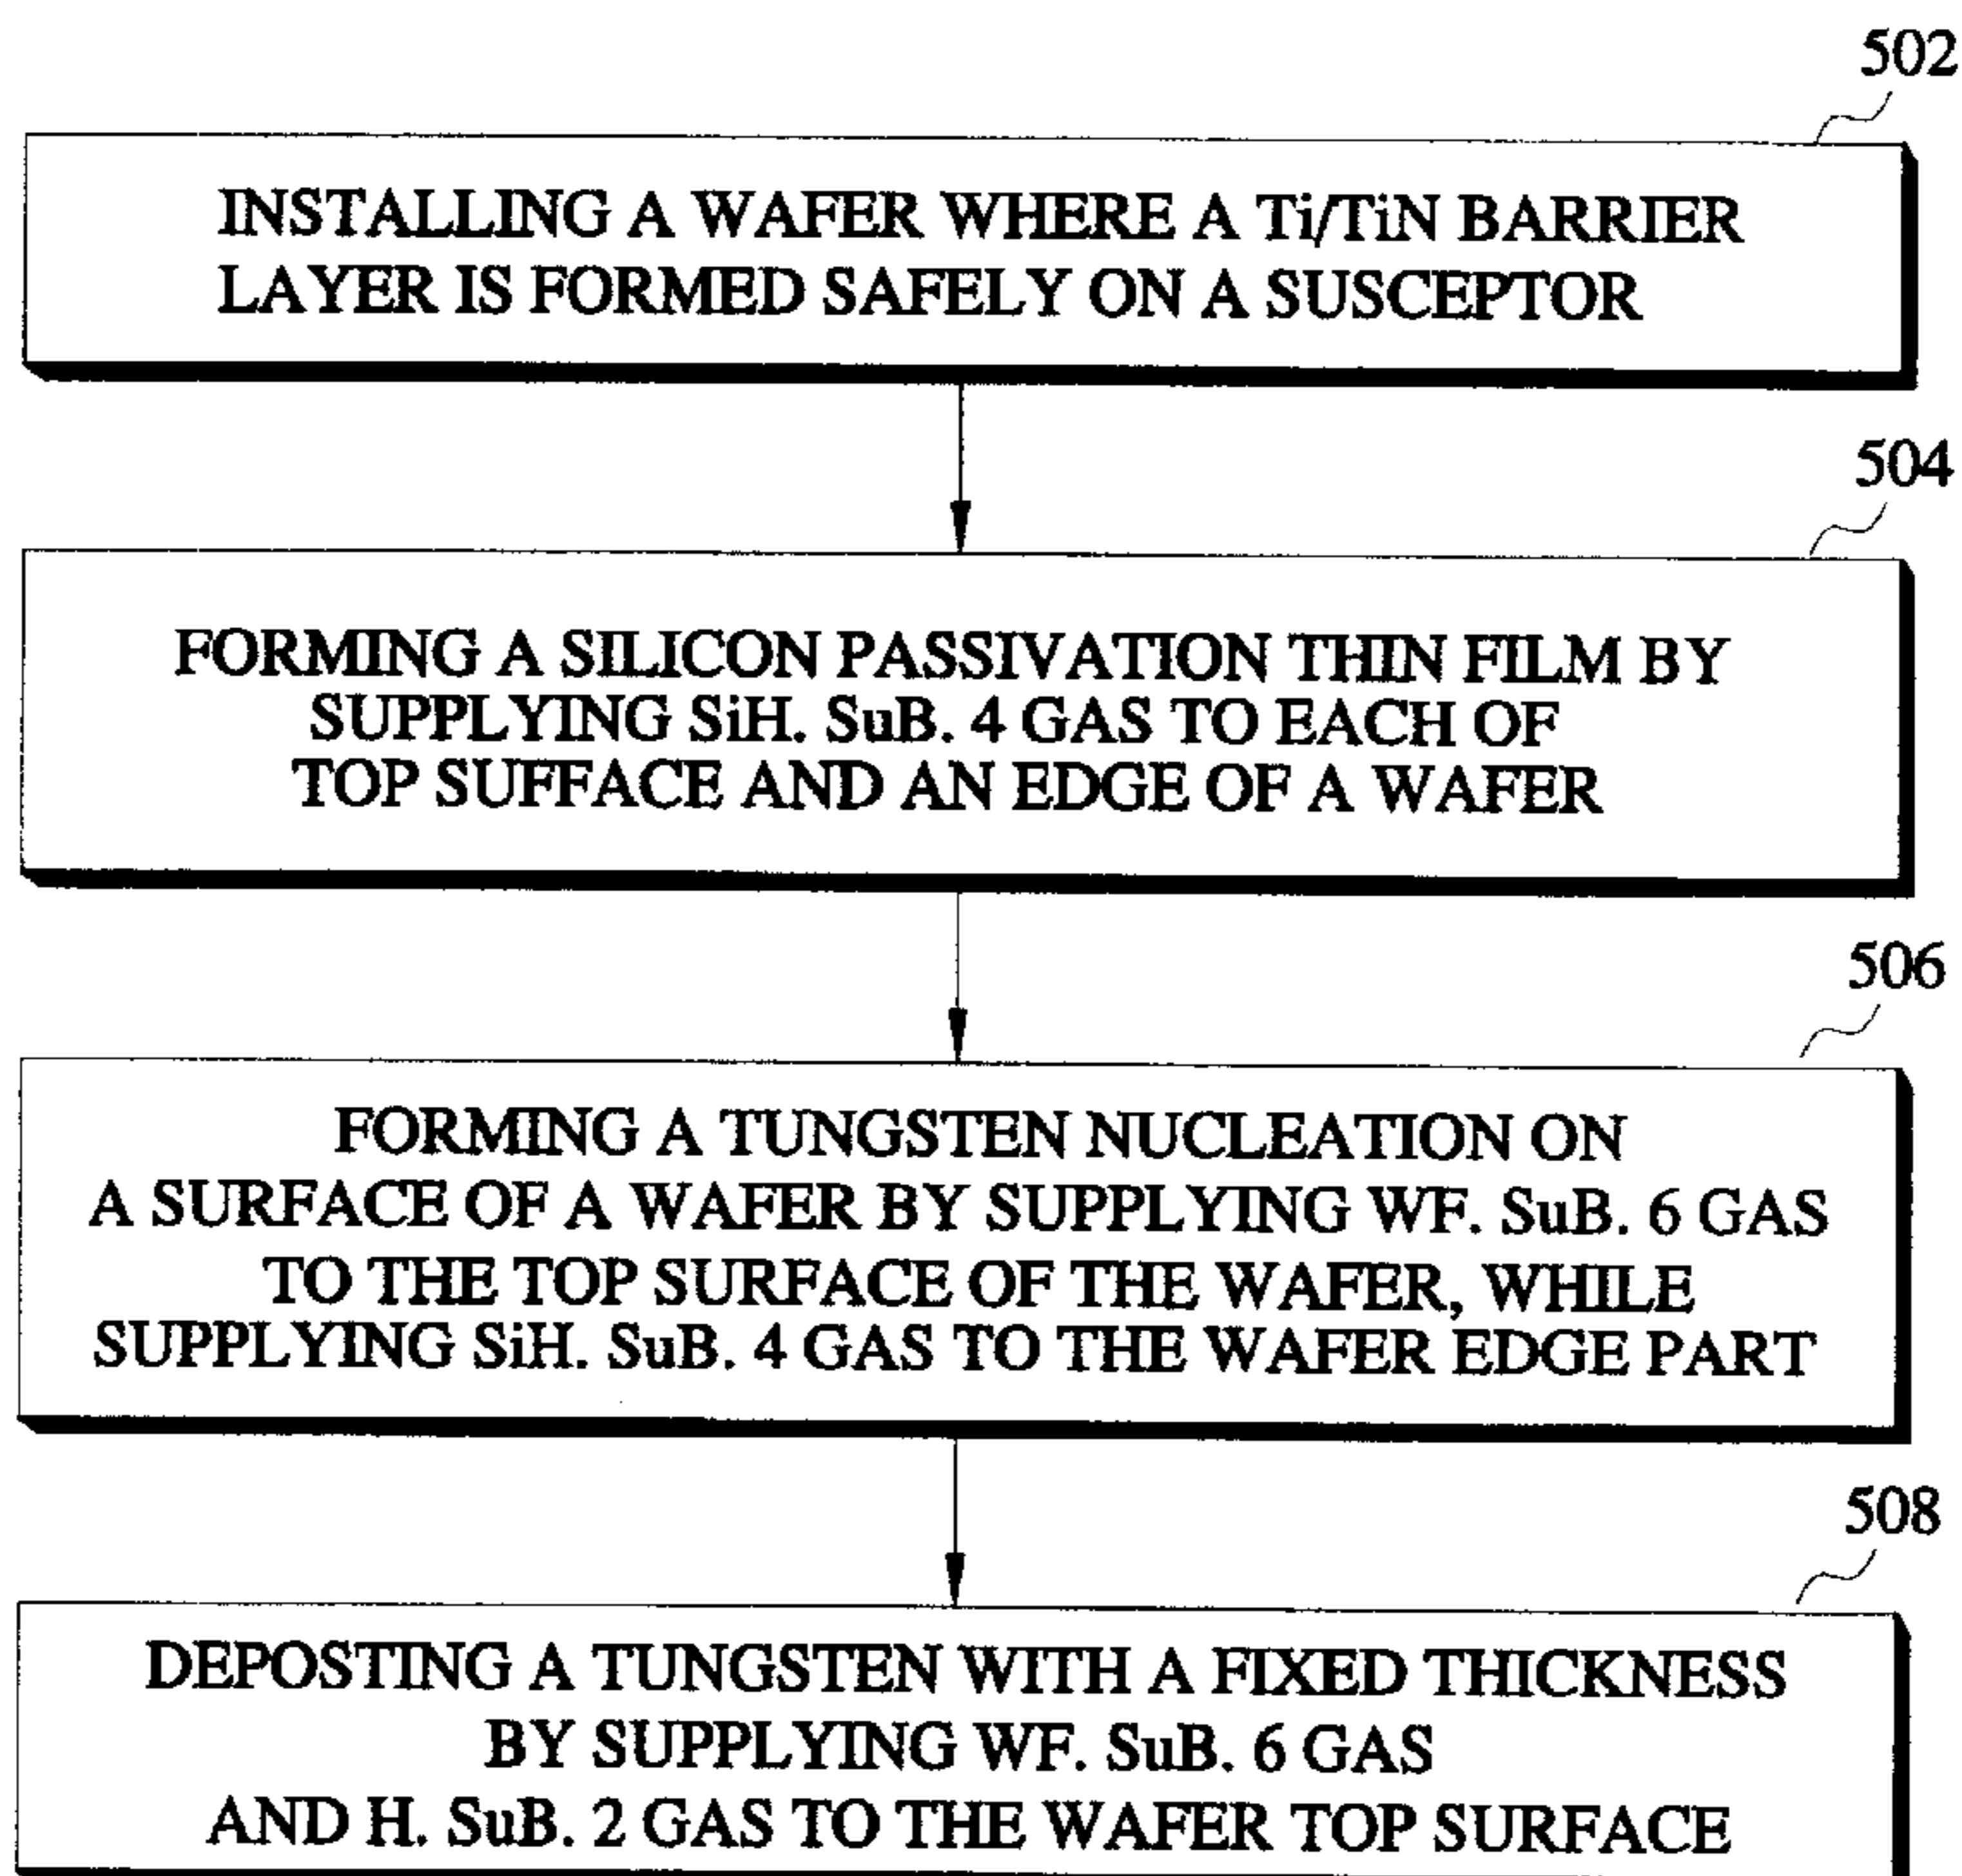 502
INSTALLING A WAFER WHERE A Ti/TiN BARRIER
LAYER IS FORMED SAFELY ON A SUSCEPTOR
504
FORMING A SILICON PASSIVATION THIN FILM BY
SUPPLYING SiH. SuB. 4 GAS TO EACH OF
TOP SUFFACE AND AN EDGE OF A WAFER
506
FORMING A TUNGSTEN NUCLEATION ON
A SURFACE OF A WAFER BY SUPPLYING WF. SuB. 6 GAS
TO THE TOP SURFACE OF THE WAFER, WHILE
SUPPLYING SiH. SuB. 4 GAS TO THE WAFER EDGE PART
508
DEPOSTING A TUNGSTEN WITH A FIXED THICKNESS
BY SUPPLYING WF. SuB. 6 GAS
AND H. SuB. 2 GAS TO THE WAFER TOP SURFACE